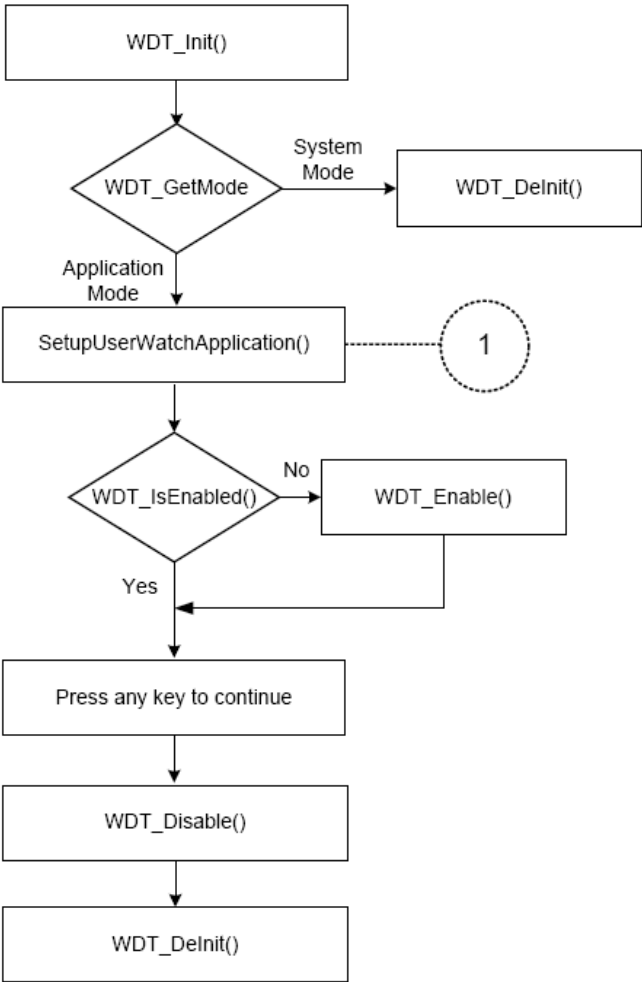 WDT_Init()
WDT_GetMode
System
Mode
WDT_DeInit()
Application
Mode
SetupUserWatchApplication()
1
WDT_IsEnabled()
No
WDT_Enable()
Yes
Press any key to continue
WDT_Disable()
WDT_DeInit()